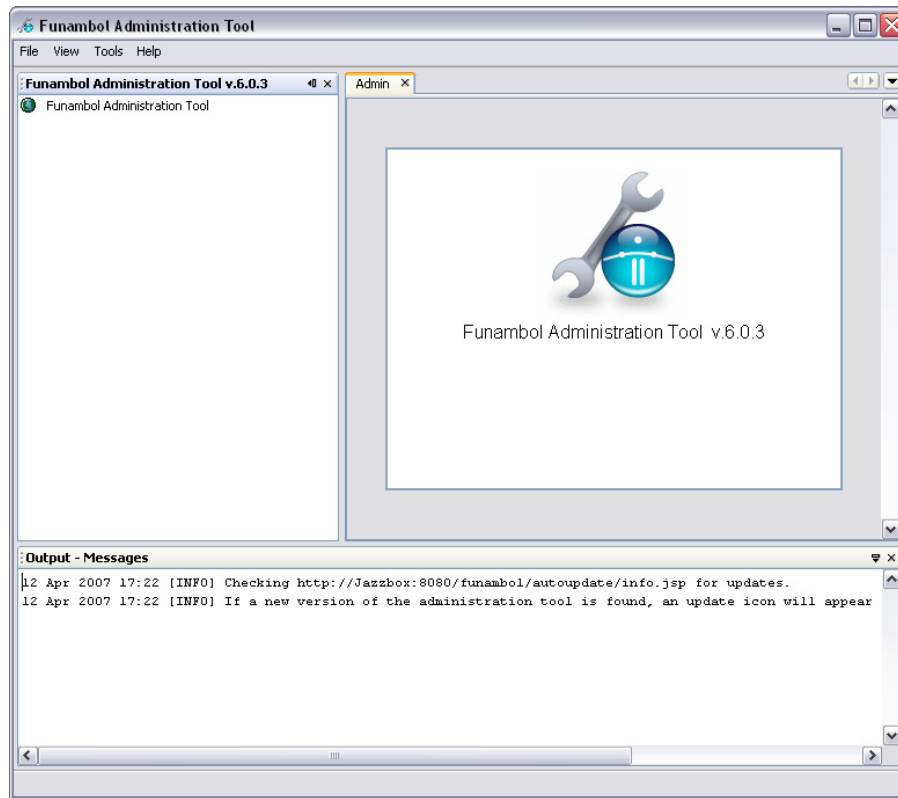 Funambol Administration Tool
File View Tools Help
Funambol Administration Tool v.6.0.3
Funambol Administration Tool
Admin
Funambol Administration Tool v.6.0.3
Output - Messages
12 Apr 2007 17:22 [INFO] Checking http://Jazzbox:8080/funambol/autoupdate/info.jsp for updates.
12 Apr 2007 17:22 [INFO] If a new version of the administration tool is found, an update icon will appear